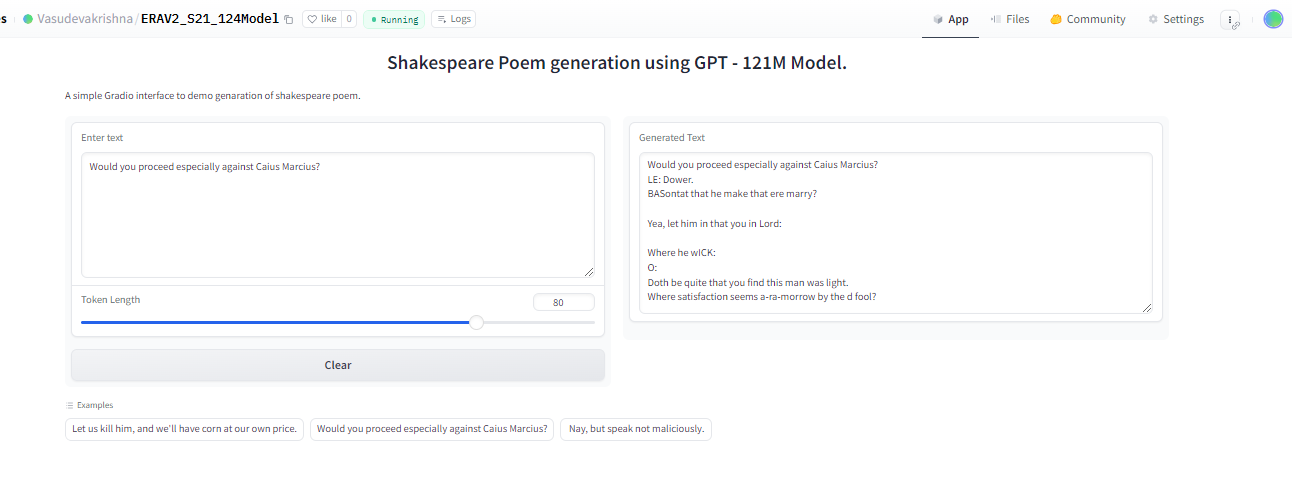 s Vasudevakrishna/ERAV2_S21_124Model like 0 Running Logs App Files Community Settings
Shakespeare Poem generation using GPT - 121M Model.
A simple Gradio interface to demo genaration of shakespeare poem.
Enter text
Would you proceed especially against Caius Marcius?
Token Length
80
Clear
Generated Text
Would you proceed especially against Caius Marcius?
LE: Dower.
BASontat that he make that ere marry?
Yea, let him in that you in Lord:
Where he wICK:
O:
Doth be quite that you find this man was light.
Where satisfaction seems a-ra-morrow by the d fool?
Examples
Let us kill him, and we'll have corn at our own price. Would you proceed especially against Caius Marcius? Nay, but speak not maliciously.